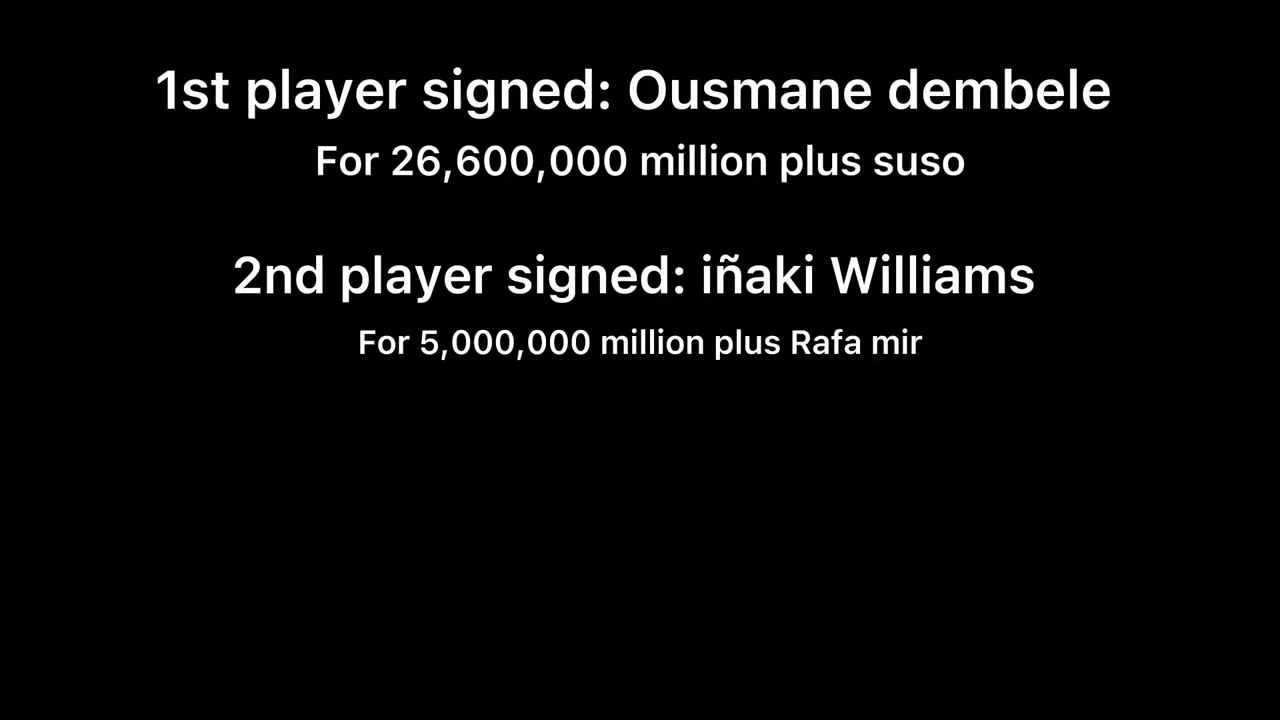 1st player signed: Ousmane dembele
For 26,600,000 million plus suso
2nd player signed: iñaki Williams
For 5,000,000 million plus Rafa mir